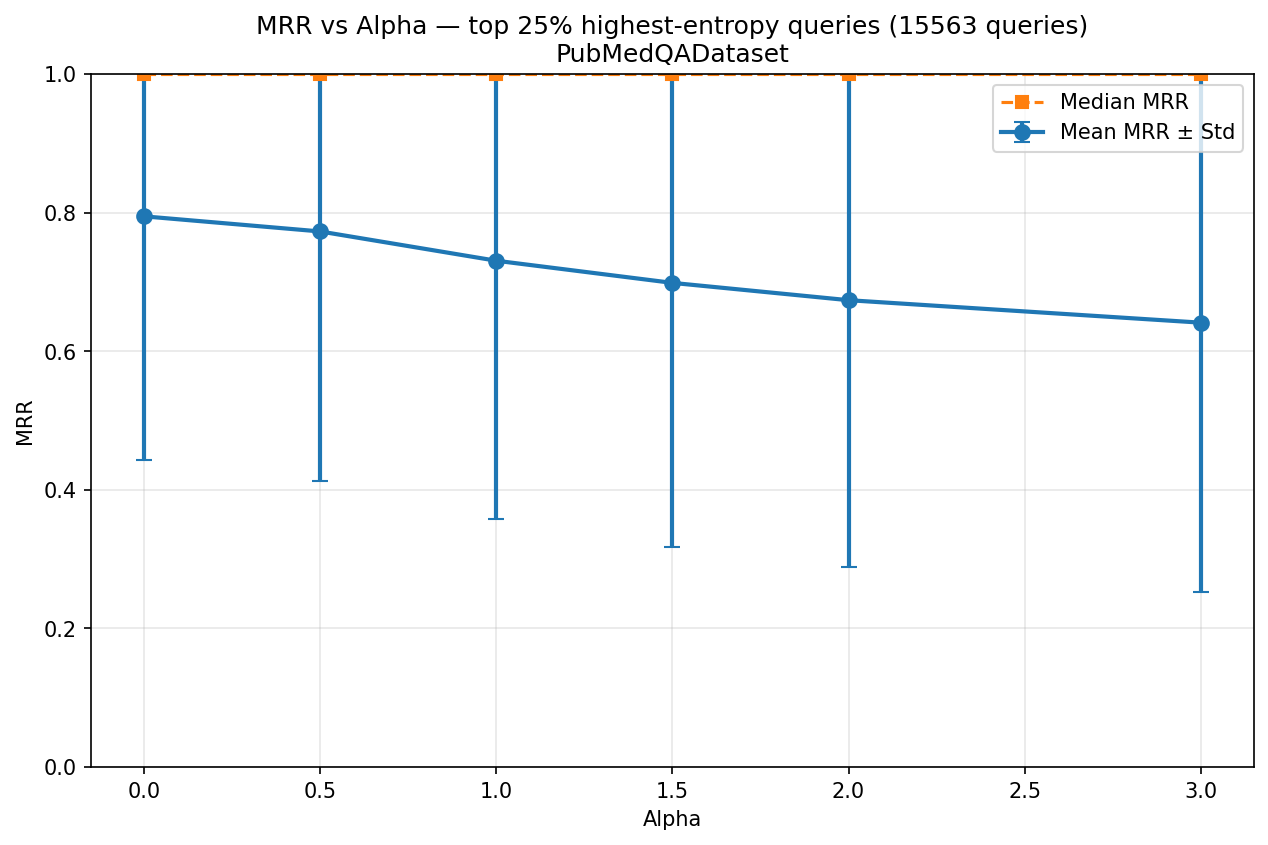 MRR vs Alpha — top 25% highest-entropy queries (15563 queries)
PubMedQADataset
1.0
0.8
0.6
0.4
0.2
0.0
MRR
Median MRR
Mean MRR ± Std
0.0
0.5
1.0
1.5
2.0
2.5
3.0
Alpha